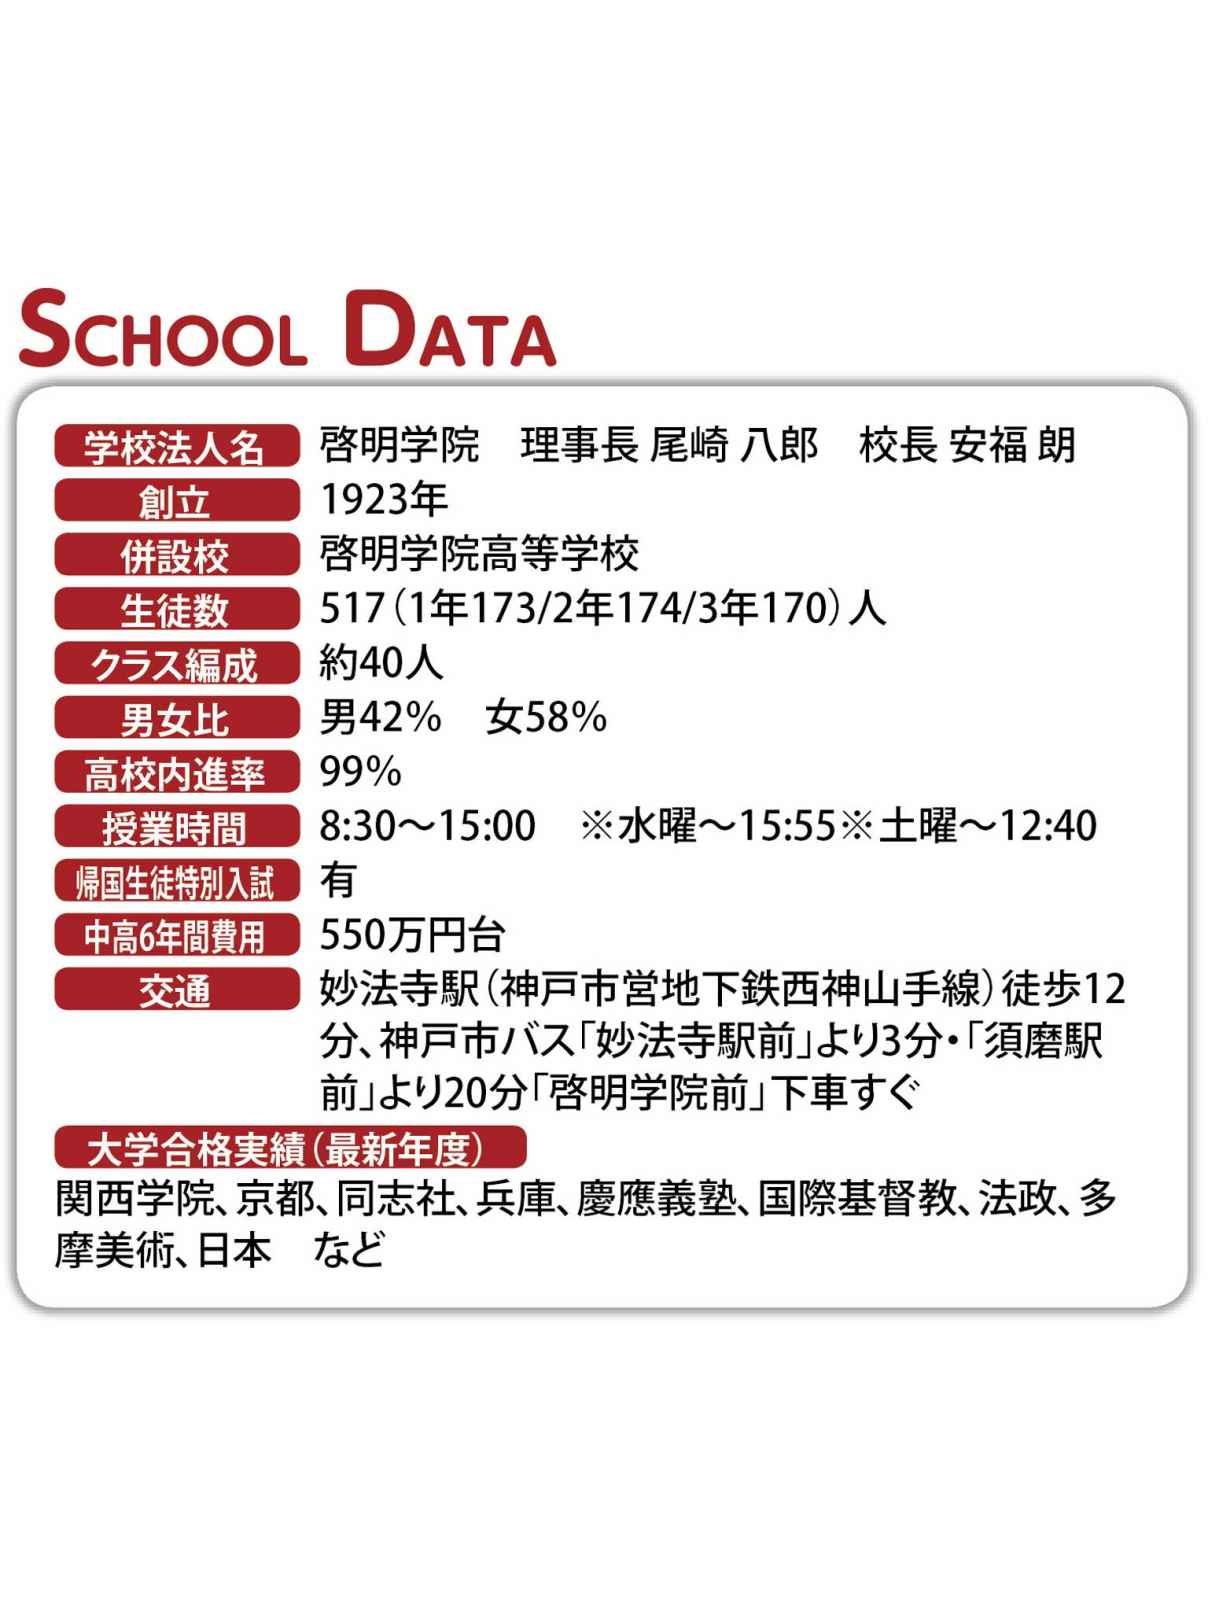 SCHOOL DATA
学校法人名 啓明学院　理事長 尾崎 八郎　校長 安福 朗
創立 1923年
併設校 啓明学院高等学校
生徒数 517（1年173/2年174/3年170）人
クラス編成 約40人
男女比 男42%　女58%
高校内進率 99%
授業時間 8:30〜15:00　※水曜〜15:55※土曜〜12:40
帰国生徒特別入試 有
中高6年間費用 550万円台
交通 妙法寺駅（神戸市営地下鉄西神山手線）徒歩12
分、神戸市バス「妙法寺駅前」より3分・「須磨駅
前」より20分「啓明学院前」下車すぐ
大学合格実績（最新年度）
関西学院、京都、同志社、兵庫、慶應義塾、国際基督教、法政、多
摩美術、日本　など